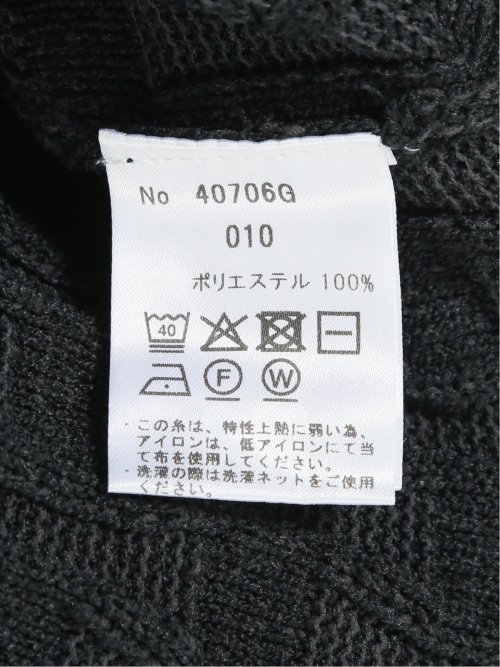 No 40706G
010
ポリエステル 100%
40
F W
・この糸は、特性上熱に弱い為、
アイロンは、低アイロンにて当
て布を使用してください。
・洗濯の際は洗濯ネットをご使用
ください。